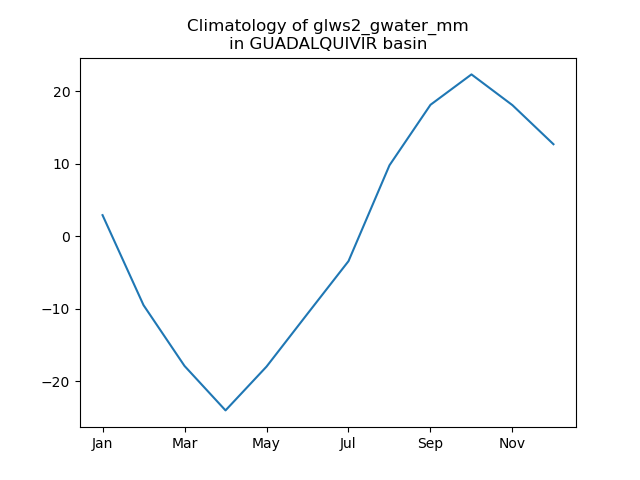 Climatology of glws2_gwater_mm
in GUADALQUIVIR basin
20
10
0
−10
−20
Jan Mar May Jul Sep Nov